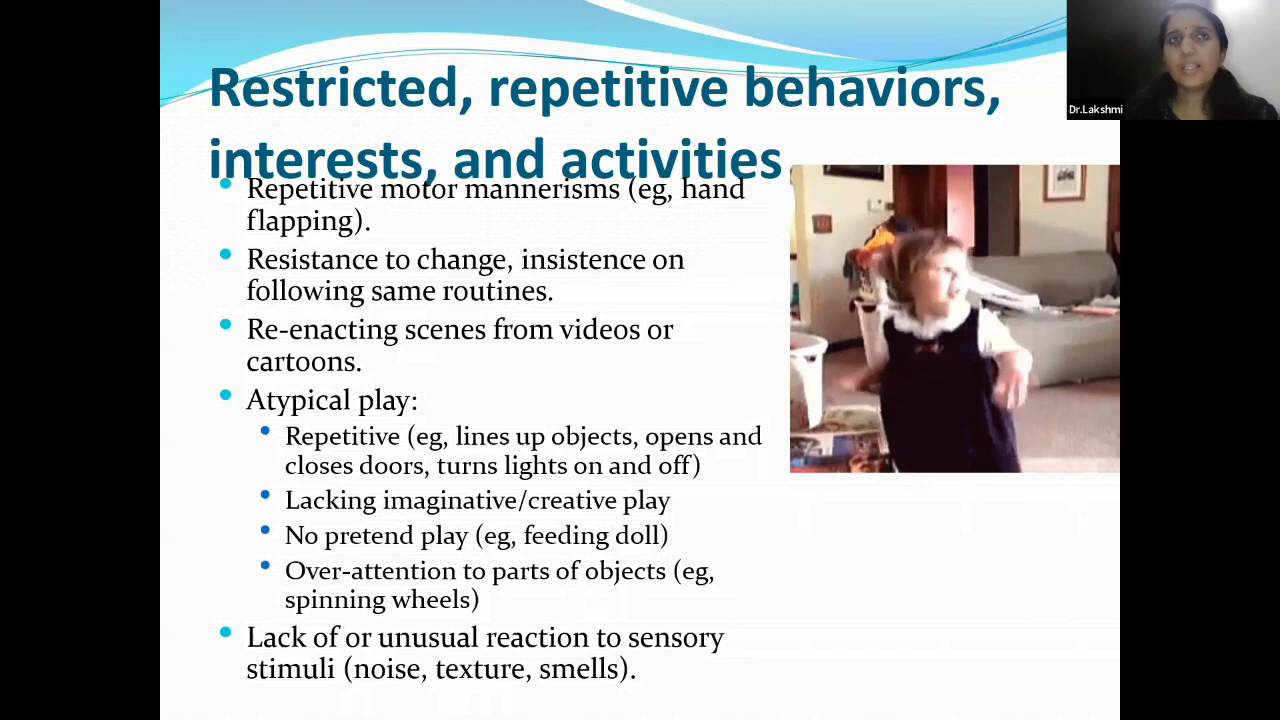 Restricted, repetitive behaviors,
interests, and activities
Dr.Lakshmi
• Repetitive motor mannerisms (eg, hand
flapping).
• Resistance to change, insistence on
following same routines.
• Re-enacting scenes from videos or
cartoons.
• Atypical play:
• Repetitive (eg, lines up objects, opens and
closes doors, turns lights on and off)
• Lacking imaginative/creative play
• No pretend play (eg, feeding doll)
• Over-attention to parts of objects (eg,
spinning wheels)
• Lack of or unusual reaction to sensory
stimuli (noise, texture, smells).